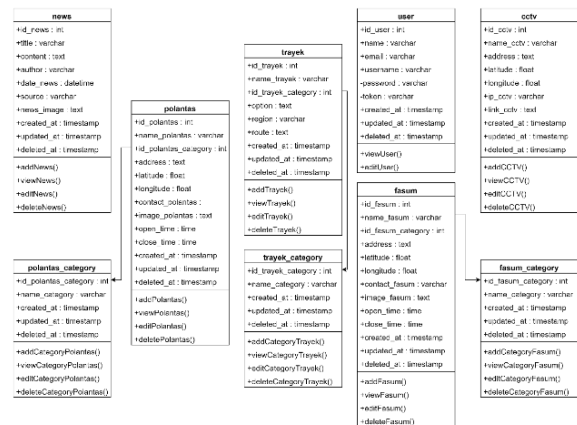 news
+id_news : int
+title : varchar
+content : text
+author : varchar
+date_news : datetime
+source : varchar
+news_image : text
+created_at : timestamp
+updated_at : timestamp
+deleted_at : timestamp
+addNews()
+viewNews()
+editNews()
+deleteNews()
polantas
+id_polantas : int
+name_polantas : varchar
+id_polantas_category : int
+address : text
+latitude : float
+longitude : float
+contact_polantas :
+image_polantas : text
+open_time : time
+close_time : time
+created_at : timestamp
+updated_at : timestamp
+deleted_at : timestamp
+addPolantas()
+viewPolantas()
+editPolantas()
+deletePolantas()
polantas_category
+id_polantas_category : int
+name_category : varchar
+created_at : timestamp
+updated_at : timestamp
+deleted_at : timestamp
+addCategoryPolantas()
+viewCategoryPolantas()
+editCategoryPolantas()
+deleteCategoryPolantas()
trayek
+id_trayek : int
+name_trayek : varchar
+id_trayek_category : int
+option : text
+region : varchar
+route : text
+created_at : timestamp
+updated_at : timestamp
+deleted_at : timestamp
+addTrayek()
+viewTrayek()
+editTrayek()
+deleteTrayek()
trayek_category
+id_trayek_category : int
+name_category : varchar
+created_at : timestamp
+updated_at : timestamp
+deleted_at : timestamp
+addCategoryTrayek()
+viewCategoryTrayek()
+editCategoryTrayek()
+deleteCategoryTrayek()
user
+id_user : int
+name : varchar
+email : varchar
+username : varchar
-password : varchar
-token : varchar
+created_at : timestamp
+updated_at : timestamp
+deleted_at : timestamp
+viewUser()
+editUser()
fasum
+id_fasum : int
+name_fasum : varchar
+id_fasum_category : int
+address : text
+latitude : float
+longitude : float
+contact_fasum : varchar
+image_fasum : text
+open_time : time
+close_time : time
+created_at : timestamp
+updated_at : timestamp
+deleted_at : timestamp
+addFasum()
+viewFasum()
+editFasum()
+deleteFasum()
cctv
+id_cctv : int
+name_cctv : varchar
+address : text
+latitude : float
+longitude : float
+ip_cctv : varchar
+link_cctv : text
+created_at : timestamp
+updated_at : timestamp
+deleted_at : timestamp
+addCCTV()
+viewCCTV()
+editCCTV()
+deleteCCTV()
fasum_category
+id_fasum_category : int
+name_category : varchar
+created_at : timestamp
+updated_at : timestamp
+deleted_at : timestamp
+addCategoryFasum()
+viewCategoryFasum()
+editCategoryFasum()
+deleteCategoryFasum()